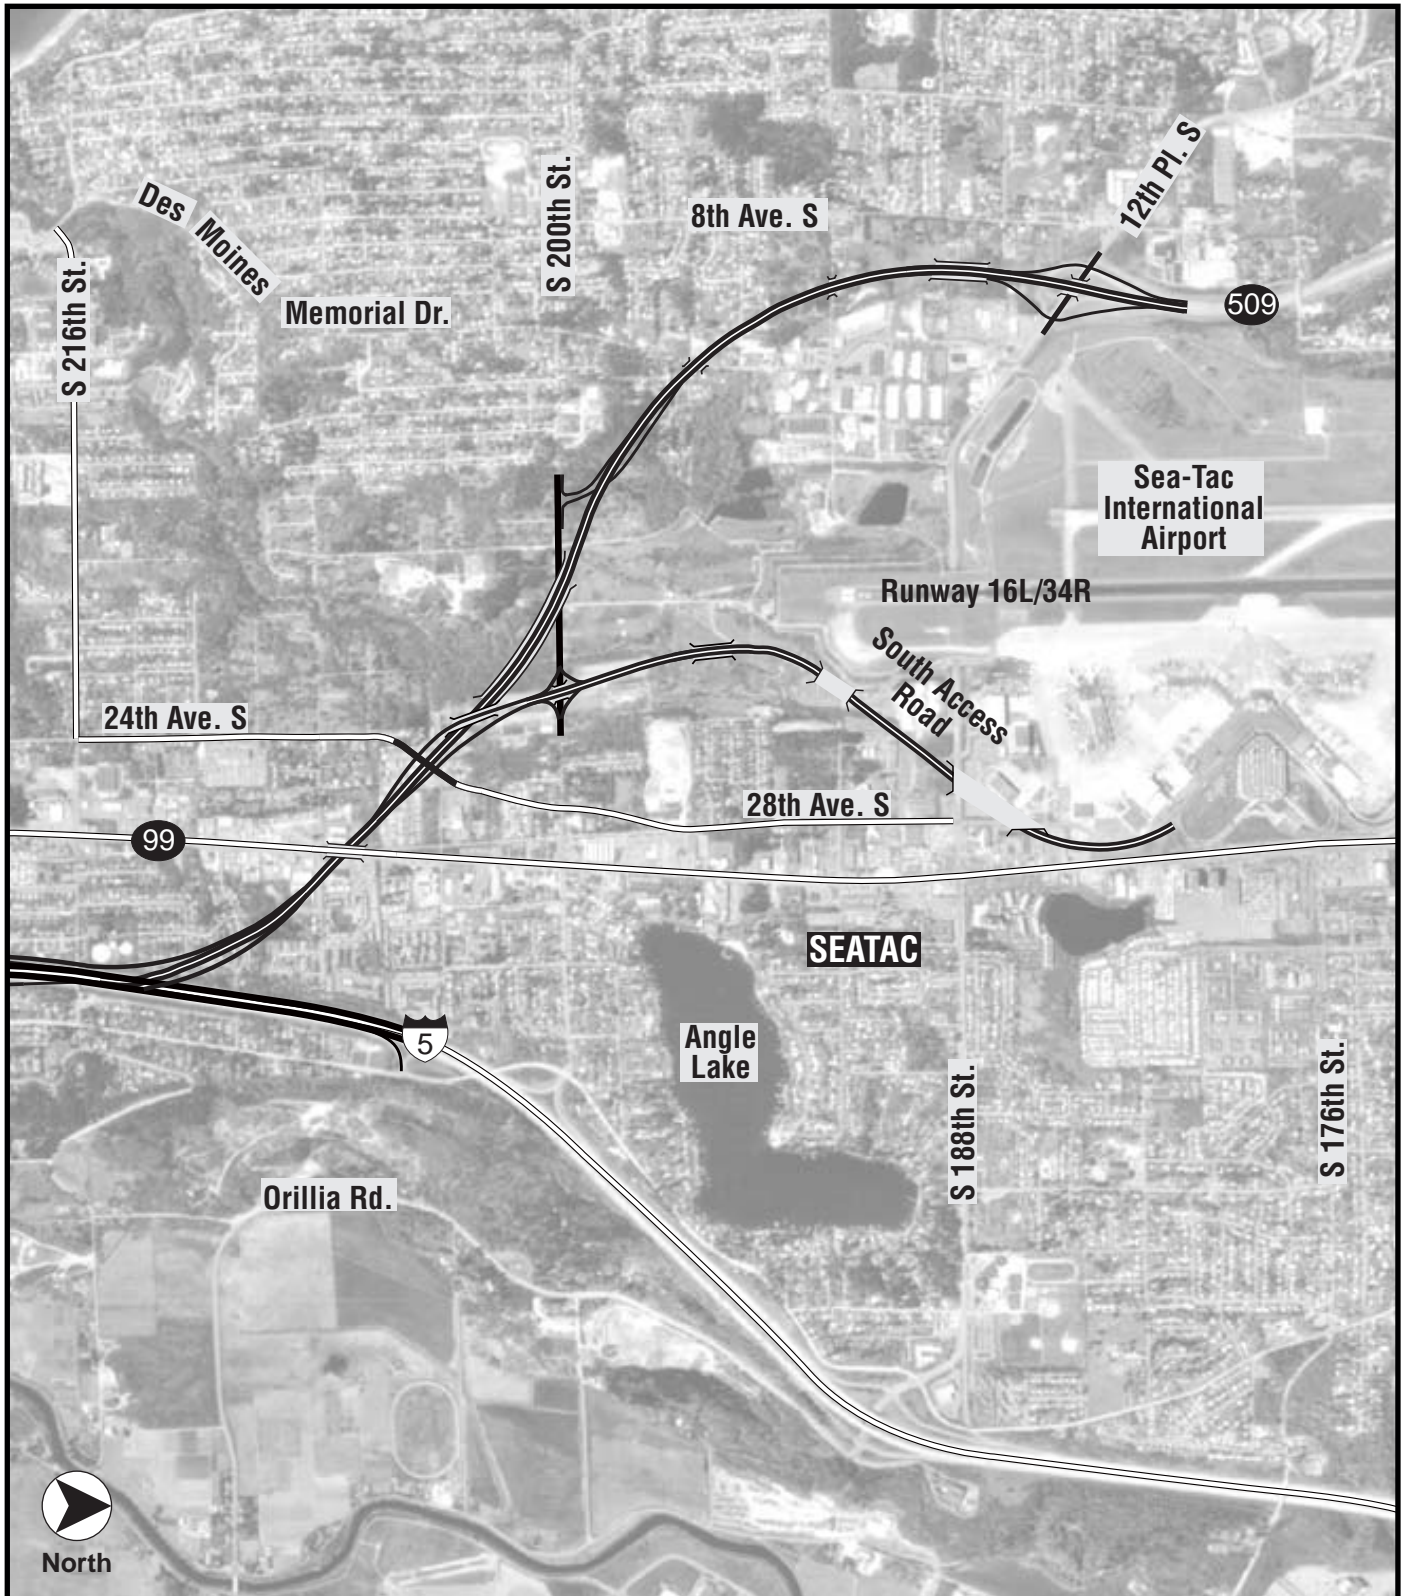 12th Pl. S
S 200th St.
8th Ave. S
Des Moines
Memorial Dr.
S 216th St.
509
Sea-Tac
International
Airport
Runway 16L/34R
South Access
Road
24th Ave. S
28th Ave. S
99
SEATAC
5
Angle
Lake
S 188th St.
S 176th St.
Orillia Rd.
North